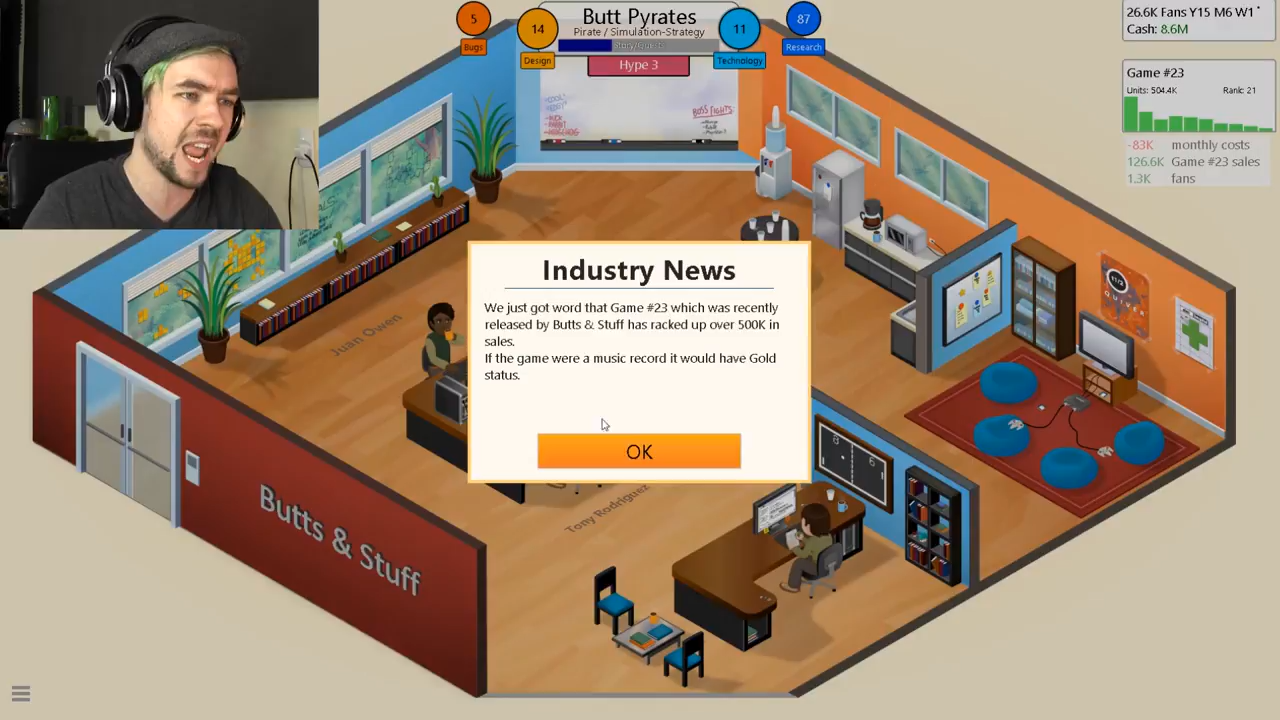 Butt Pyrates
Pirate / Simulation-Strategy
Story/Quests
5
Bugs
14
Design
11
Technology
87
Research
Hype 3
26.6K Fans Y15 M6 W1
Cash: 8.6M
Game #23
Units: 504.4K Rank: 21
-83K monthly costs
126.6K Game #23 sales
1.3K fans
BOSS FIGHTS:
Industry News
We just got word that Game #23 which was recently
released by Butts & Stuff has racked up over 500K in
sales.
If the game were a music record it would have Gold
status.
OK
Juan Owen
Tony Rodriguez
Butts & Stuff